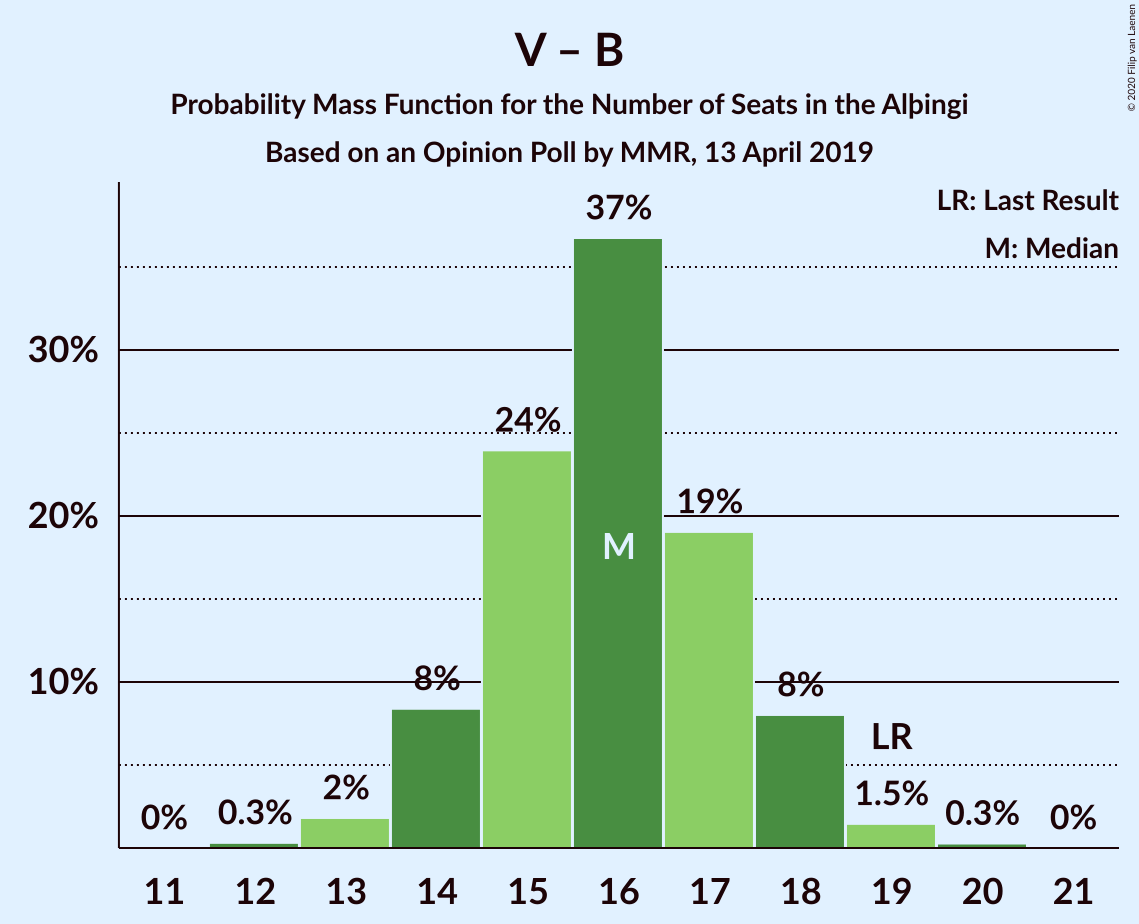 V – B
Probability Mass Function for the Number of Seats in the Alþingi
Based on an Opinion Poll by MMR, 13 April 2019
© 2020 Filip van Laenen
LR: Last Result
M: Median
37%
30%
24%
20%
19%
M
10%
8%
8%
LR
2%
1.5%
0%
0.3%
0.3%
0%
11 12 13 14 15 16 17 18 19 20 21